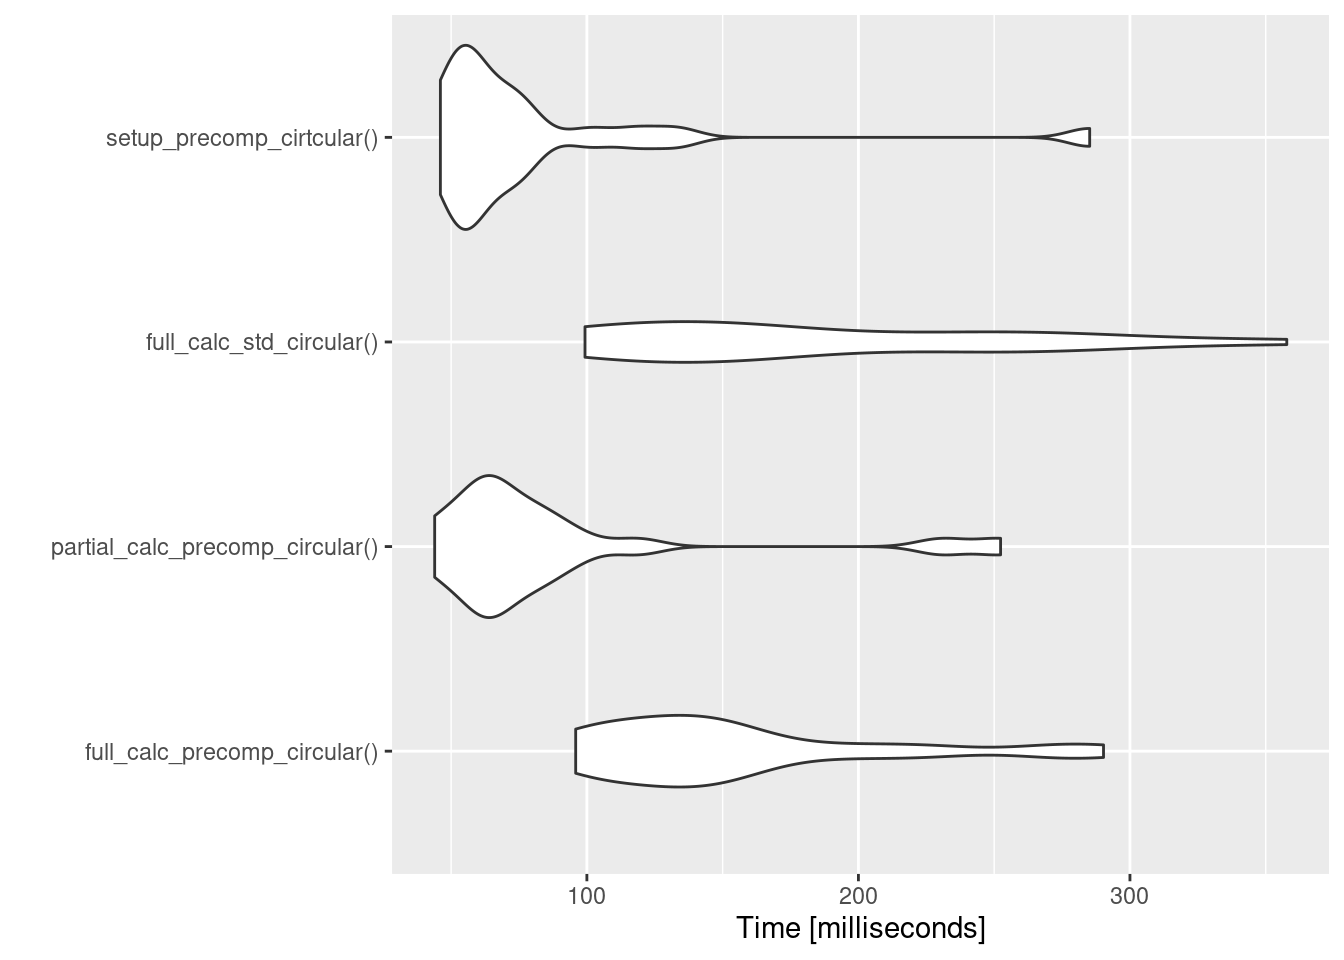 setup_precomp_cirtcular()
full_calc_std_circular()
partial_calc_precomp_circular()
full_calc_precomp_circular()
100 200 300
Time [milliseconds]